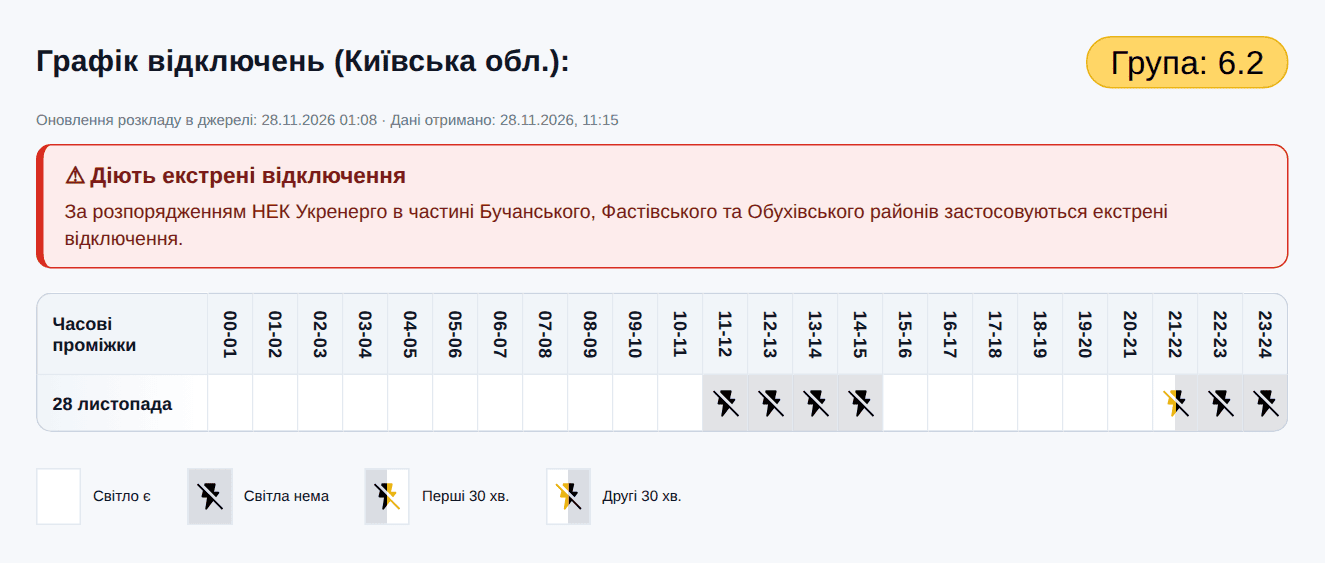 Графік відключень (Київська обл.):
Група: 6.2
Оновлення розкладу в джерелі: 28.11.2026 01:08 · Дані отримано: 28.11.2026, 11:15
⚠ Діють екстрені відключення
За розпорядженням НЕК Укренерго в частині Бучанського, Фастівського та Обухівського районів застосовуються екстрені
відключення.
Часові
проміжки
00-01
01-02
02-03
03-04
04-05
05-06
06-07
07-08
08-09
09-10
10-11
11-12
12-13
13-14
14-15
15-16
16-17
17-18
18-19
19-20
20-21
21-22
22-23
23-24
28 листопада
Світло є
Світла нема
Перші 30 хв.
Другі 30 хв.